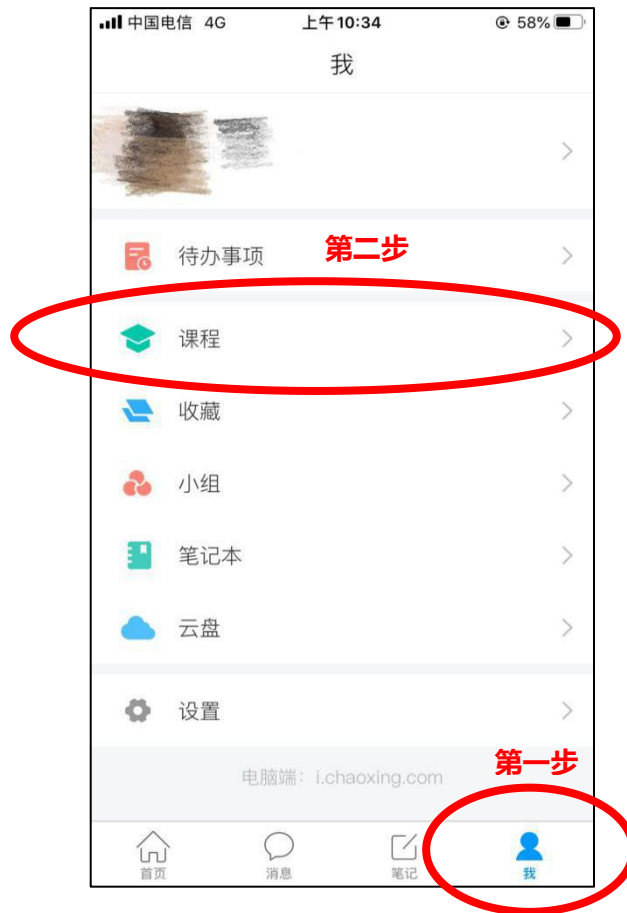 中国电信 4G 上午10:34 58%
我
待办事项 第二步
课程
收藏
小组
笔记本
云盘
设置
第一步
电脑端：i.chaoxing.com
首页 消息 笔记 我